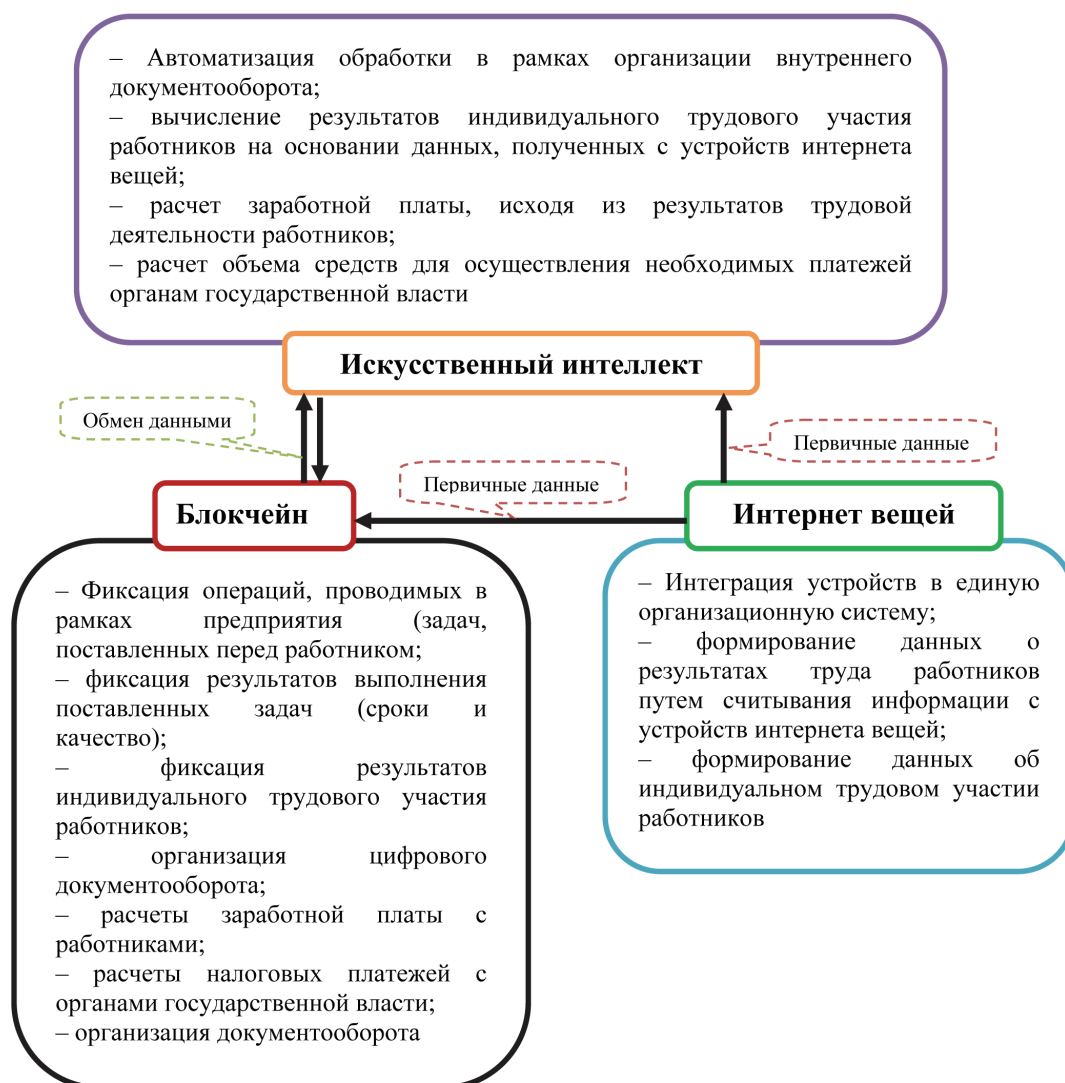 – Автоматизация обработки в рамках организации внутреннего
документооборота;
– вычисление результатов индивидуального трудового участия
работников на основании данных, полученных с устройств интернета
вещей;
– расчет заработной платы, исходя из результатов трудовой
деятельности работников;
– расчет объема средств для осуществления необходимых платежей
органам государственной власти
Искусственный интеллект
Обмен данными
Первичные данные
Первичные данные
Блокчейн
Интернет вещей
– Фиксация операций, проводимых в
рамках предприятия (задач,
поставленных перед работником;
– фиксация результатов выполнения
поставленных задач (сроки и
качество);
– фиксация результатов
индивидуального трудового участия
работников;
– организация цифрового
документооборота;
– расчеты заработной платы с
работниками;
– расчеты налоговых платежей с
органами государственной власти;
– организация документооборота
– Интеграция устройств в единую
организационную систему;
– формирование данных о
результатах труда работников
путем считывания информации с
устройств интернета вещей;
– формирование данных об
индивидуальном трудовом участии
работников